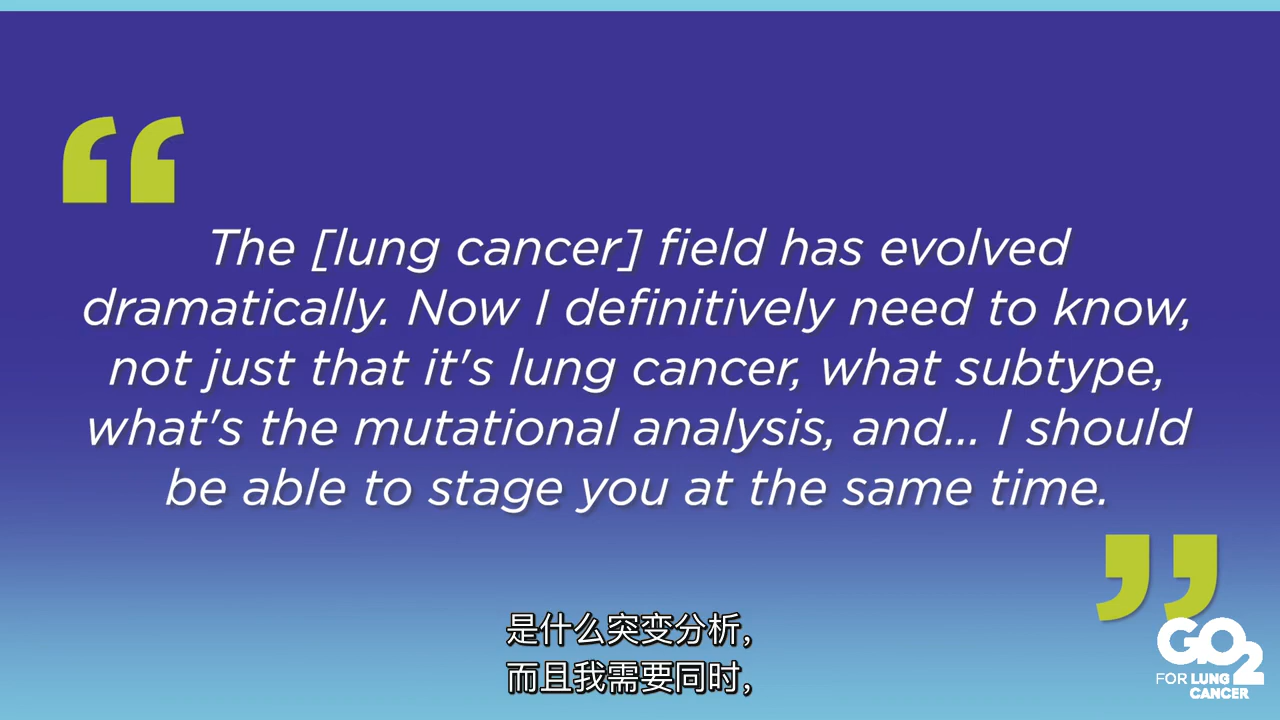 The [lung cancer] field has evolved
dramatically. Now I definitively need to know,
not just that it's lung cancer, what subtype,
what's the mutational analysis, and... I should
be able to stage you at the same time.
是什么突变分析，
而且我需要同时，
GO2
FOR LUNG
CANCER